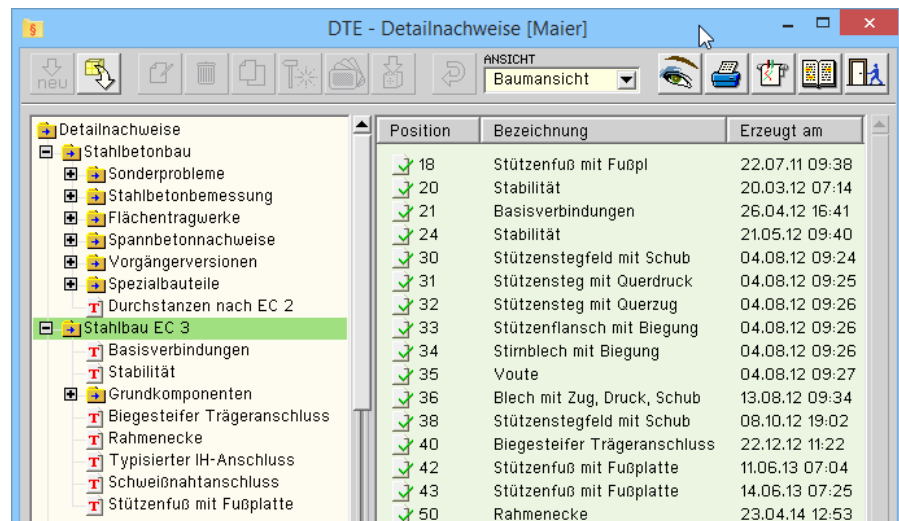 §
DTE - Detailnachweise [Maier]
neu
ANSICHT
Baumansicht
Detailnachweise
Stahlbetonbau
Sonderprobleme
Stahlbetonbemessung
Flächentragwerke
Spannbetonnachweise
Vorgängerversionen
Spezialbauteile
T Durchstanzen nach EC 2
Stahlbau EC 3
T Basisverbindungen
T Stabilität
Grundkomponenten
T Biegesteifer Trägeranschluss
T Rahmenecke
T Typisierter IH-Anschluss
T Schweißnahtanschluss
T Stützenfuß mit Fußplatte
Position Bezeichnung Erzeugt am
18 Stützenfuß mit Fußpl 22.07.11 09:38
20 Stabilität 20.03.12 07:14
21 Basisverbindungen 26.04.12 16:41
24 Stabilität 21.05.12 09:40
30 Stützenstegfeld mit Schub 04.08.12 09:24
31 Stützensteg mit Querdruck 04.08.12 09:25
32 Stützensteg mit Querzug 04.08.12 09:26
33 Stützenflansch mit Biegung 04.08.12 09:26
34 Stirnblech mit Biegung 04.08.12 09:26
35 Voute 04.08.12 09:27
36 Blech mit Zug, Druck, Schub 13.08.12 09:34
38 Stützenstegfeld mit Schub 08.10.12 19:02
40 Biegesteifer Trägeranschluss 22.12.12 11:22
42 Stützenfuß mit Fußplatte 11.06.13 07:04
43 Stützenfuß mit Fußplatte 14.06.13 07:25
50 Rahmenecke 23.04.14 12:53